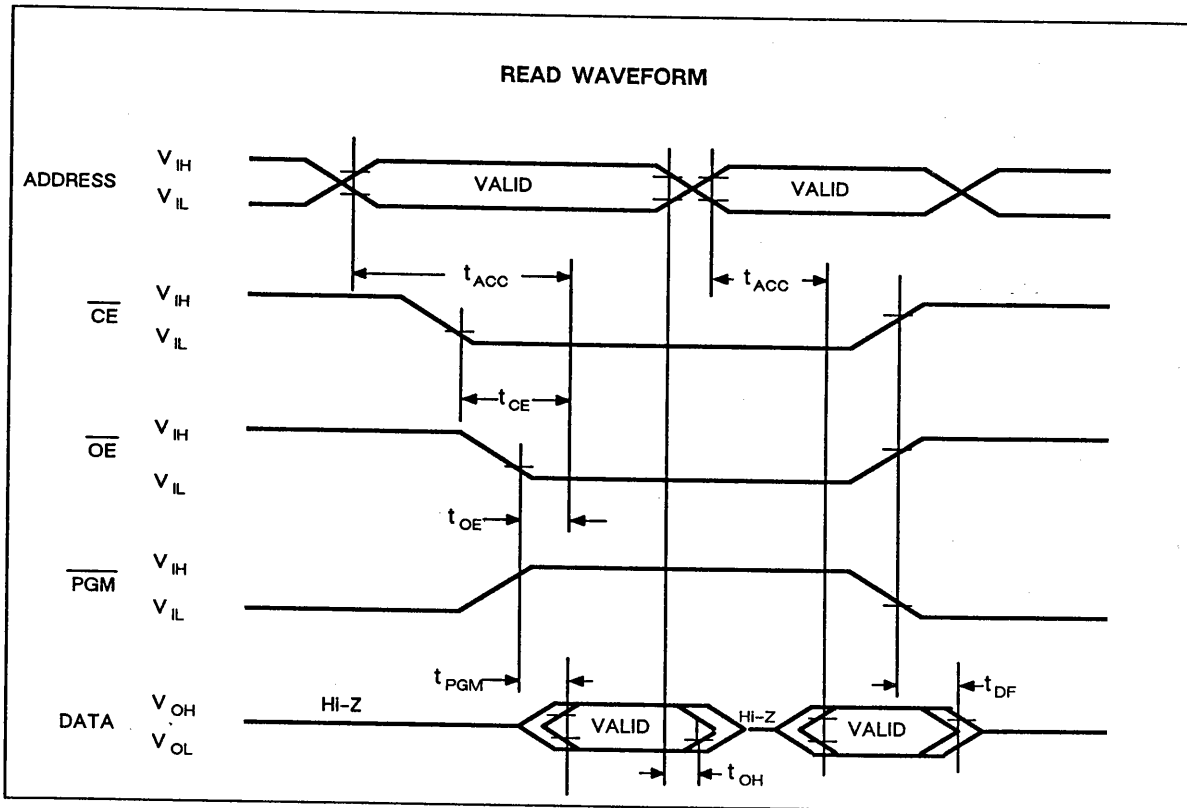 READ WAVEFORM
ADDRESS
V IH
V IL
VALID
VALID
t ACC
t ACC
CE
V IH
V IL
t CE
OE
V IH
V IL
t OE
PGM
V IH
V IL
t PGM
t DF
DATA
V OH
V OL
Hi-Z
VALID
Hi-Z
VALID
t OH